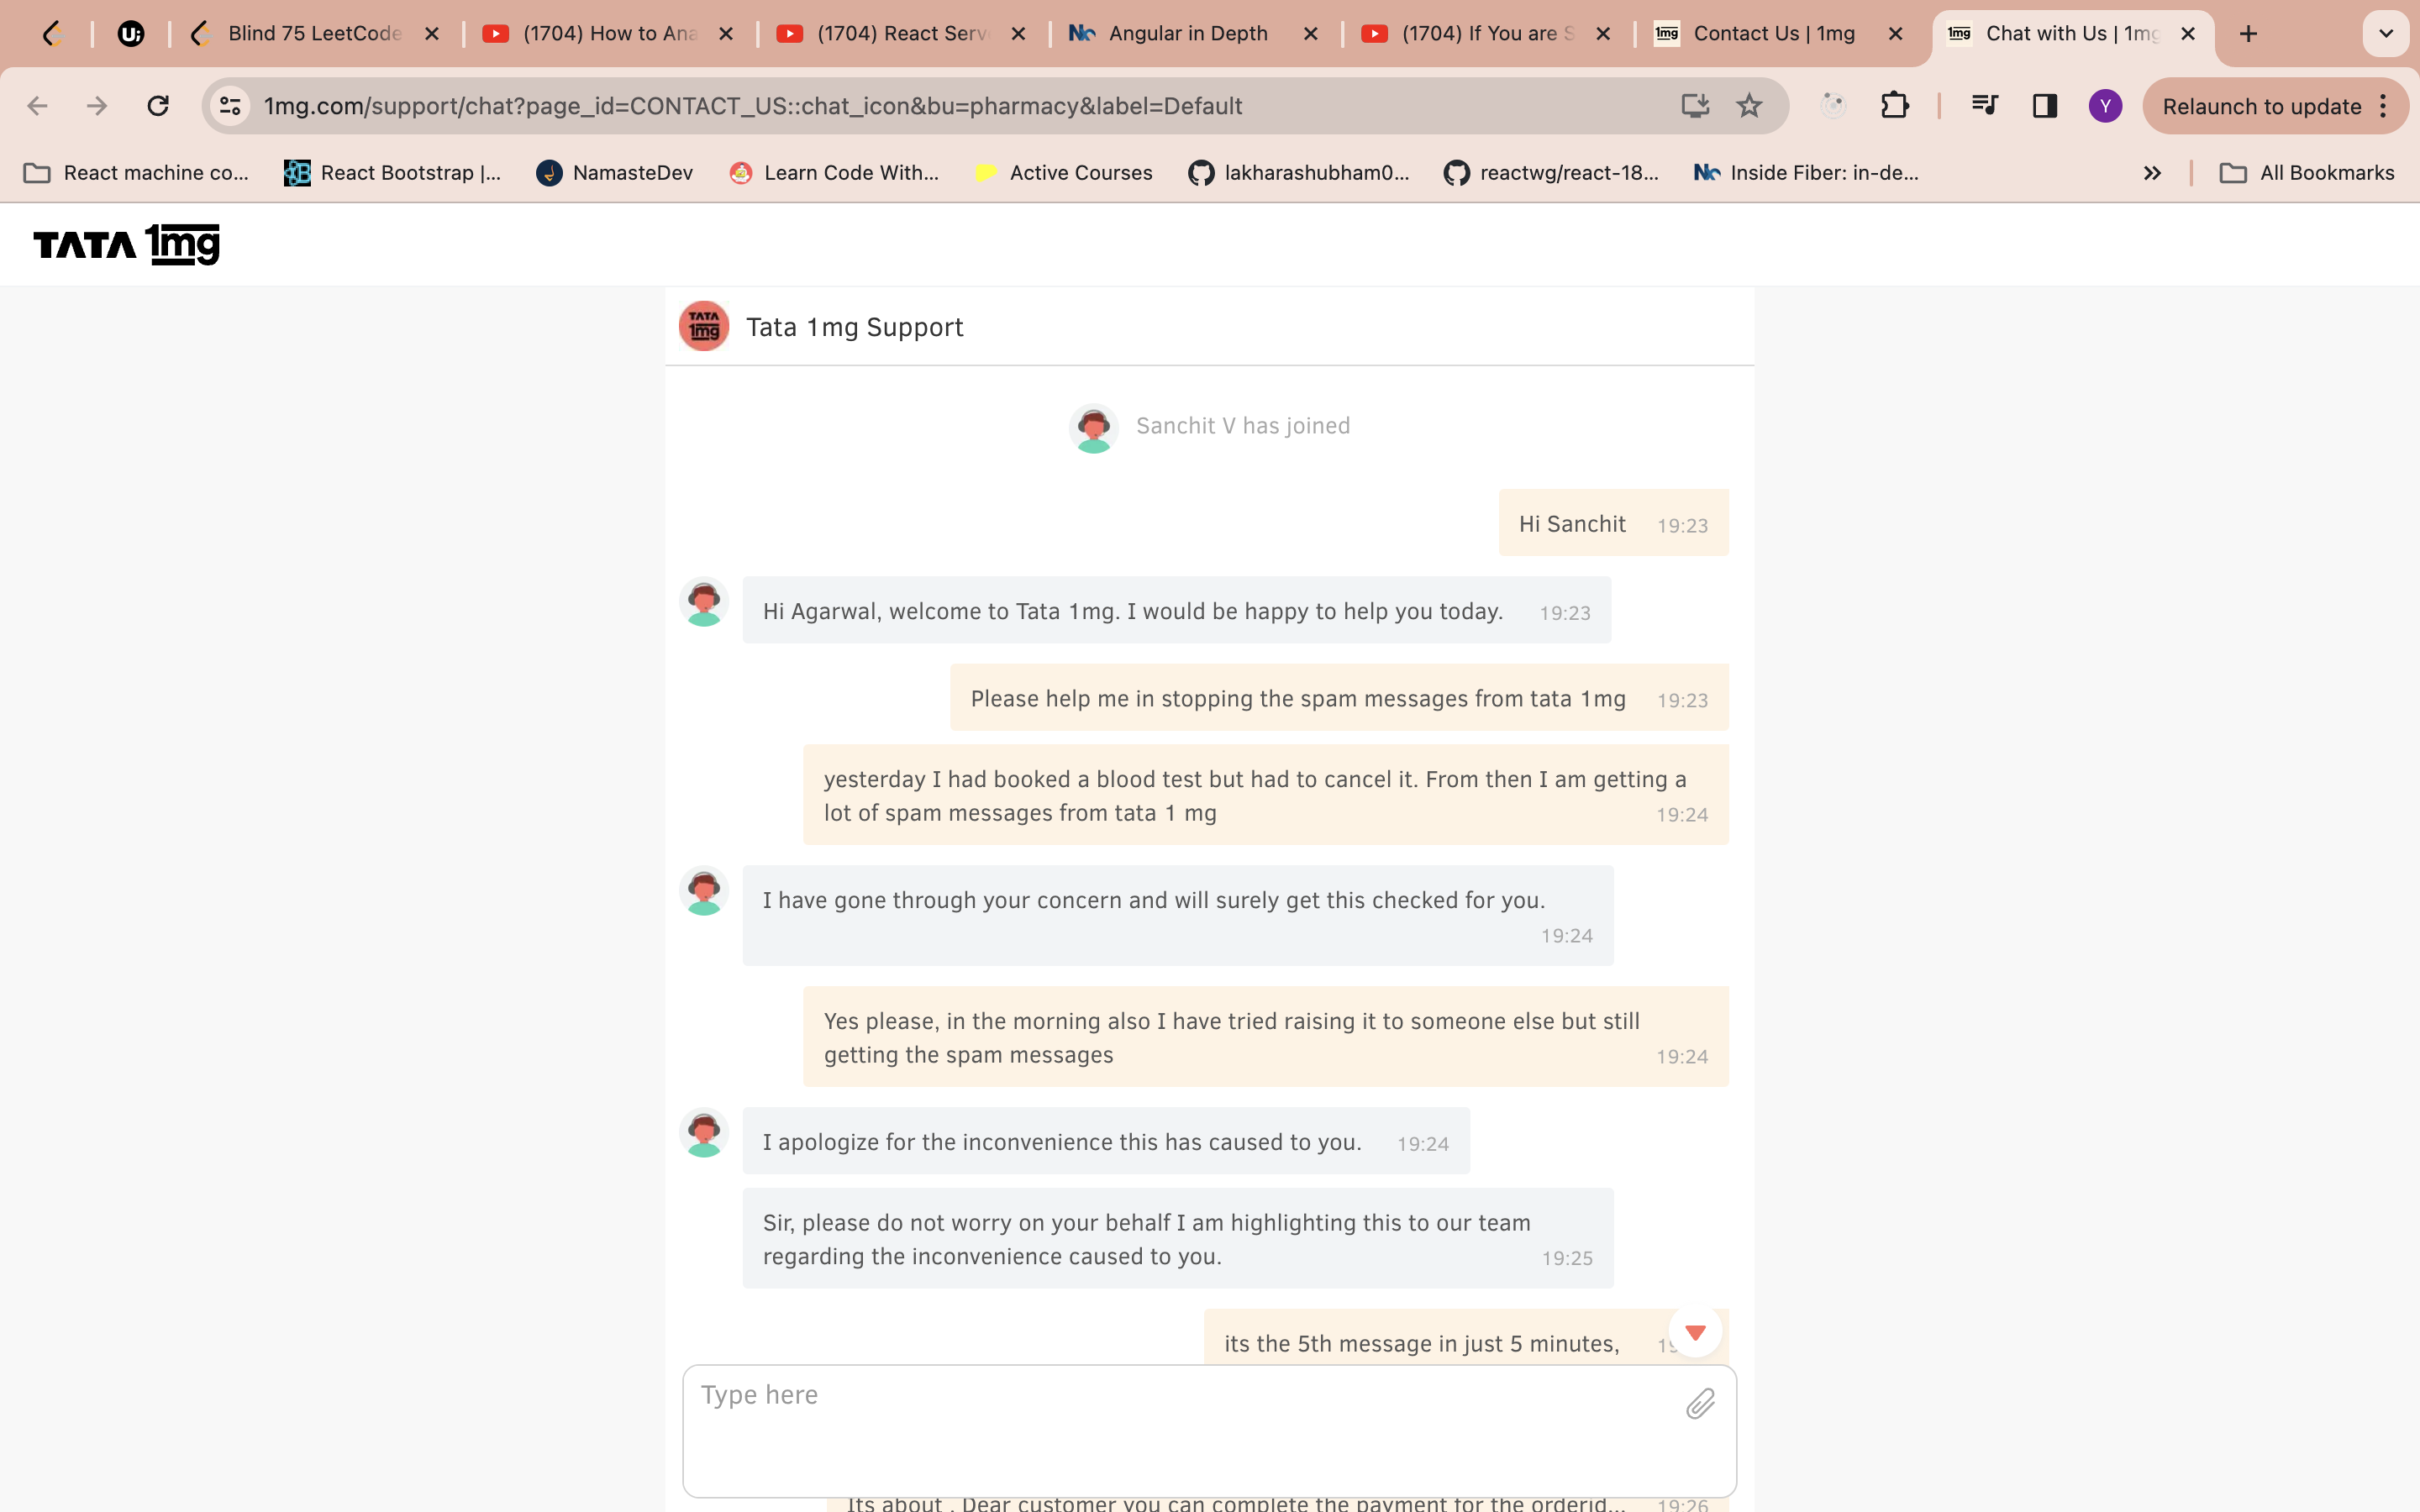 Blind 75 LeetCode
(1704) How to Ana
(1704) React Serv
Angular in Depth
(1704) If You are S
1mg Contact Us | 1mg
1mg Chat with Us | 1mg
1mg.com/support/chat?page_id=CONTACT_US::chat_icon&bu=pharmacy&label=Default
Y
Relaunch to update
React machine co...
React Bootstrap |...
NamasteDev
Learn Code With...
Active Courses
lakharashubham0...
reactwg/react-18...
Inside Fiber: in-de...
All Bookmarks
TATA 1mg
TATA 1mg
Tata 1mg Support
Sanchit V has joined
Hi Sanchit 19:23
Hi Agarwal, welcome to Tata 1mg. I would be happy to help you today. 19:23
Please help me in stopping the spam messages from tata 1mg 19:23
yesterday I had booked a blood test but had to cancel it. From then I am getting a
lot of spam messages from tata 1 mg 19:24
I have gone through your concern and will surely get this checked for you.
19:24
Yes please, in the morning also I have tried raising it to someone else but still
getting the spam messages 19:24
I apologize for the inconvenience this has caused to you. 19:24
Sir, please do not worry on your behalf I am highlighting this to our team
regarding the inconvenience caused to you. 19:25
its the 5th message in just 5 minutes,
Type here
Its about , Dear customer you can complete the payment for the orderid... 19:26